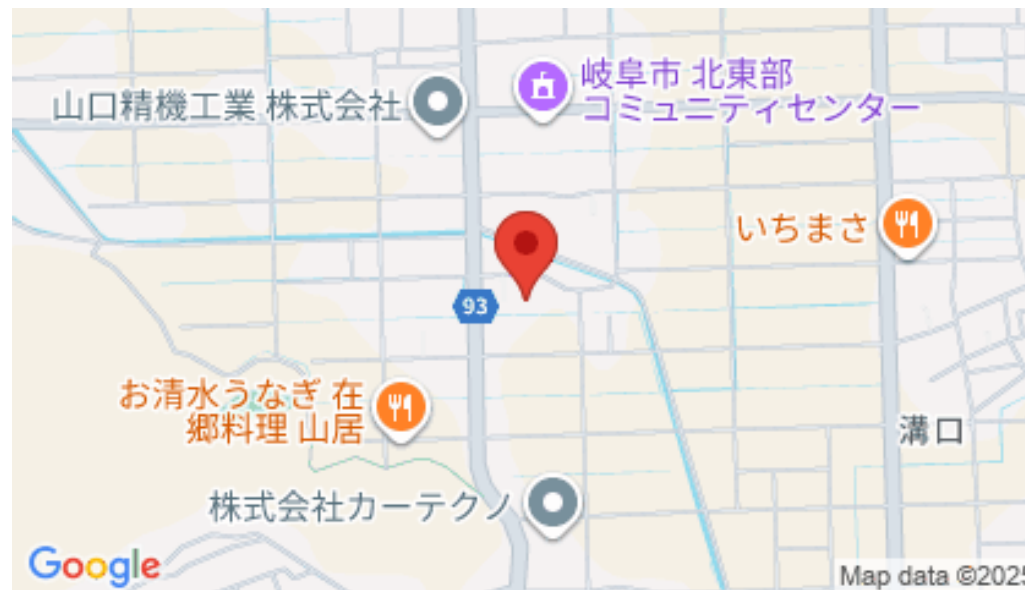 岐阜市 北東部
コミュニティセンター
山口精機工業 株式会社
いちまさ
93
お清水うなぎ 在
郷料理 山居
溝口
株式会社カーテクノ
Google
Map data ©2025